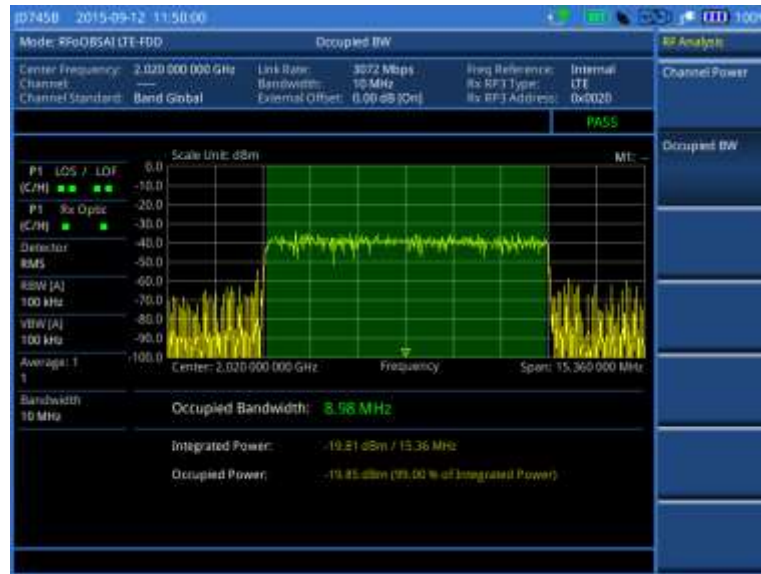 JD745B 2015-09-12 11:50:00 100%
Mode: RFoOBSAI LTE-FDD Occupied BW
RF Analysis
Center Frequency: 2.020 000 000 GHz Link Rate: 3072 Mbps Freq Reference: Internal
Channel: ---- Bandwidth: 10 MHz Rx RP3 Type: LTE
Channel Standard: Band Global External Offset: 0.00 dB [On] Rx RP3 Address: 0x0020
Channel Power
PASS
Occupied BW
Scale Unit: dBm M1: --
P1 LOS / LOF
(C/H)
P1 Rx Optic
(C/H)
Detector
RMS
RBW [A]
100 kHz
VBW [A]
100 kHz
Average: 1
1
Bandwidth
10 MHz
0.0
-10.0
-20.0
-30.0
-40.0
-50.0
-60.0
-70.0
-80.0
-90.0
-100.0
Center: 2.020 000 000 GHz Frequency Span: 15.360 000 MHz
Occupied Bandwidth: 8.98 MHz
Integrated Power: -19.81 dBm / 15.36 MHz
Occupied Power: -19.85 dBm (99.00 % of Integrated Power)